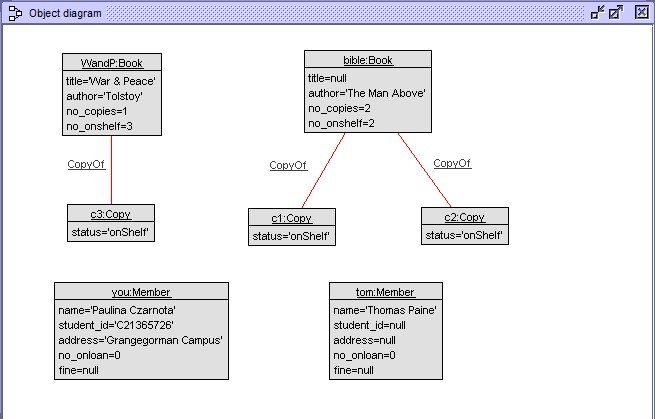 Object diagram
WandP:Book
title='War & Peace'
author='Tolstoy'
no_copies=1
no_onshelf=3
bible:Book
title=null
author='The Man Above'
no_copies=2
no_onshelf=2
CopyOf
CopyOf
CopyOf
c3:Copy
status='onShelf'
c1:Copy
status='onShelf'
c2:Copy
status='onShelf'
you:Member
name='Paulina Czarnota'
student_id='C21365726'
address='Grangegorman Campus'
no_onloan=0
fine=null
tom:Member
name='Thomas Paine'
student_id=null
address=null
no_onloan=0
fine=null